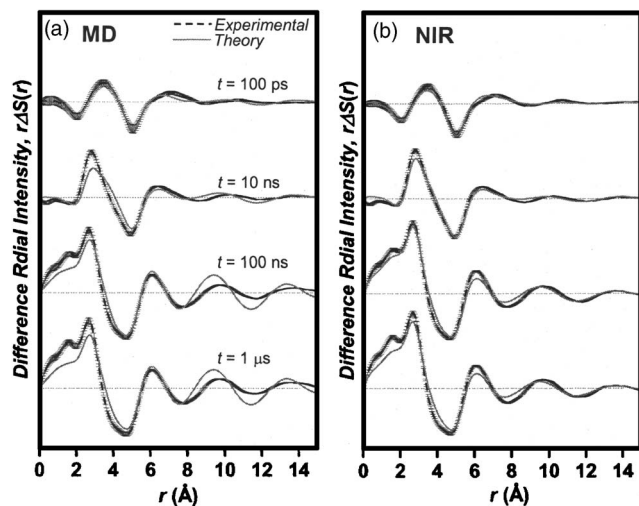 (a) MD
Experimental
Theory
t = 100 ps
t = 10 ns
t = 100 ns
t = 1 μs
Difference Rdial Intensity, rΔS(r)
0 2 4 6 8 10 12 14
r (Å)
(b) NIR
Difference Rdial Intensity, rΔS(r)
0 2 4 6 8 10 12 14
r (Å)